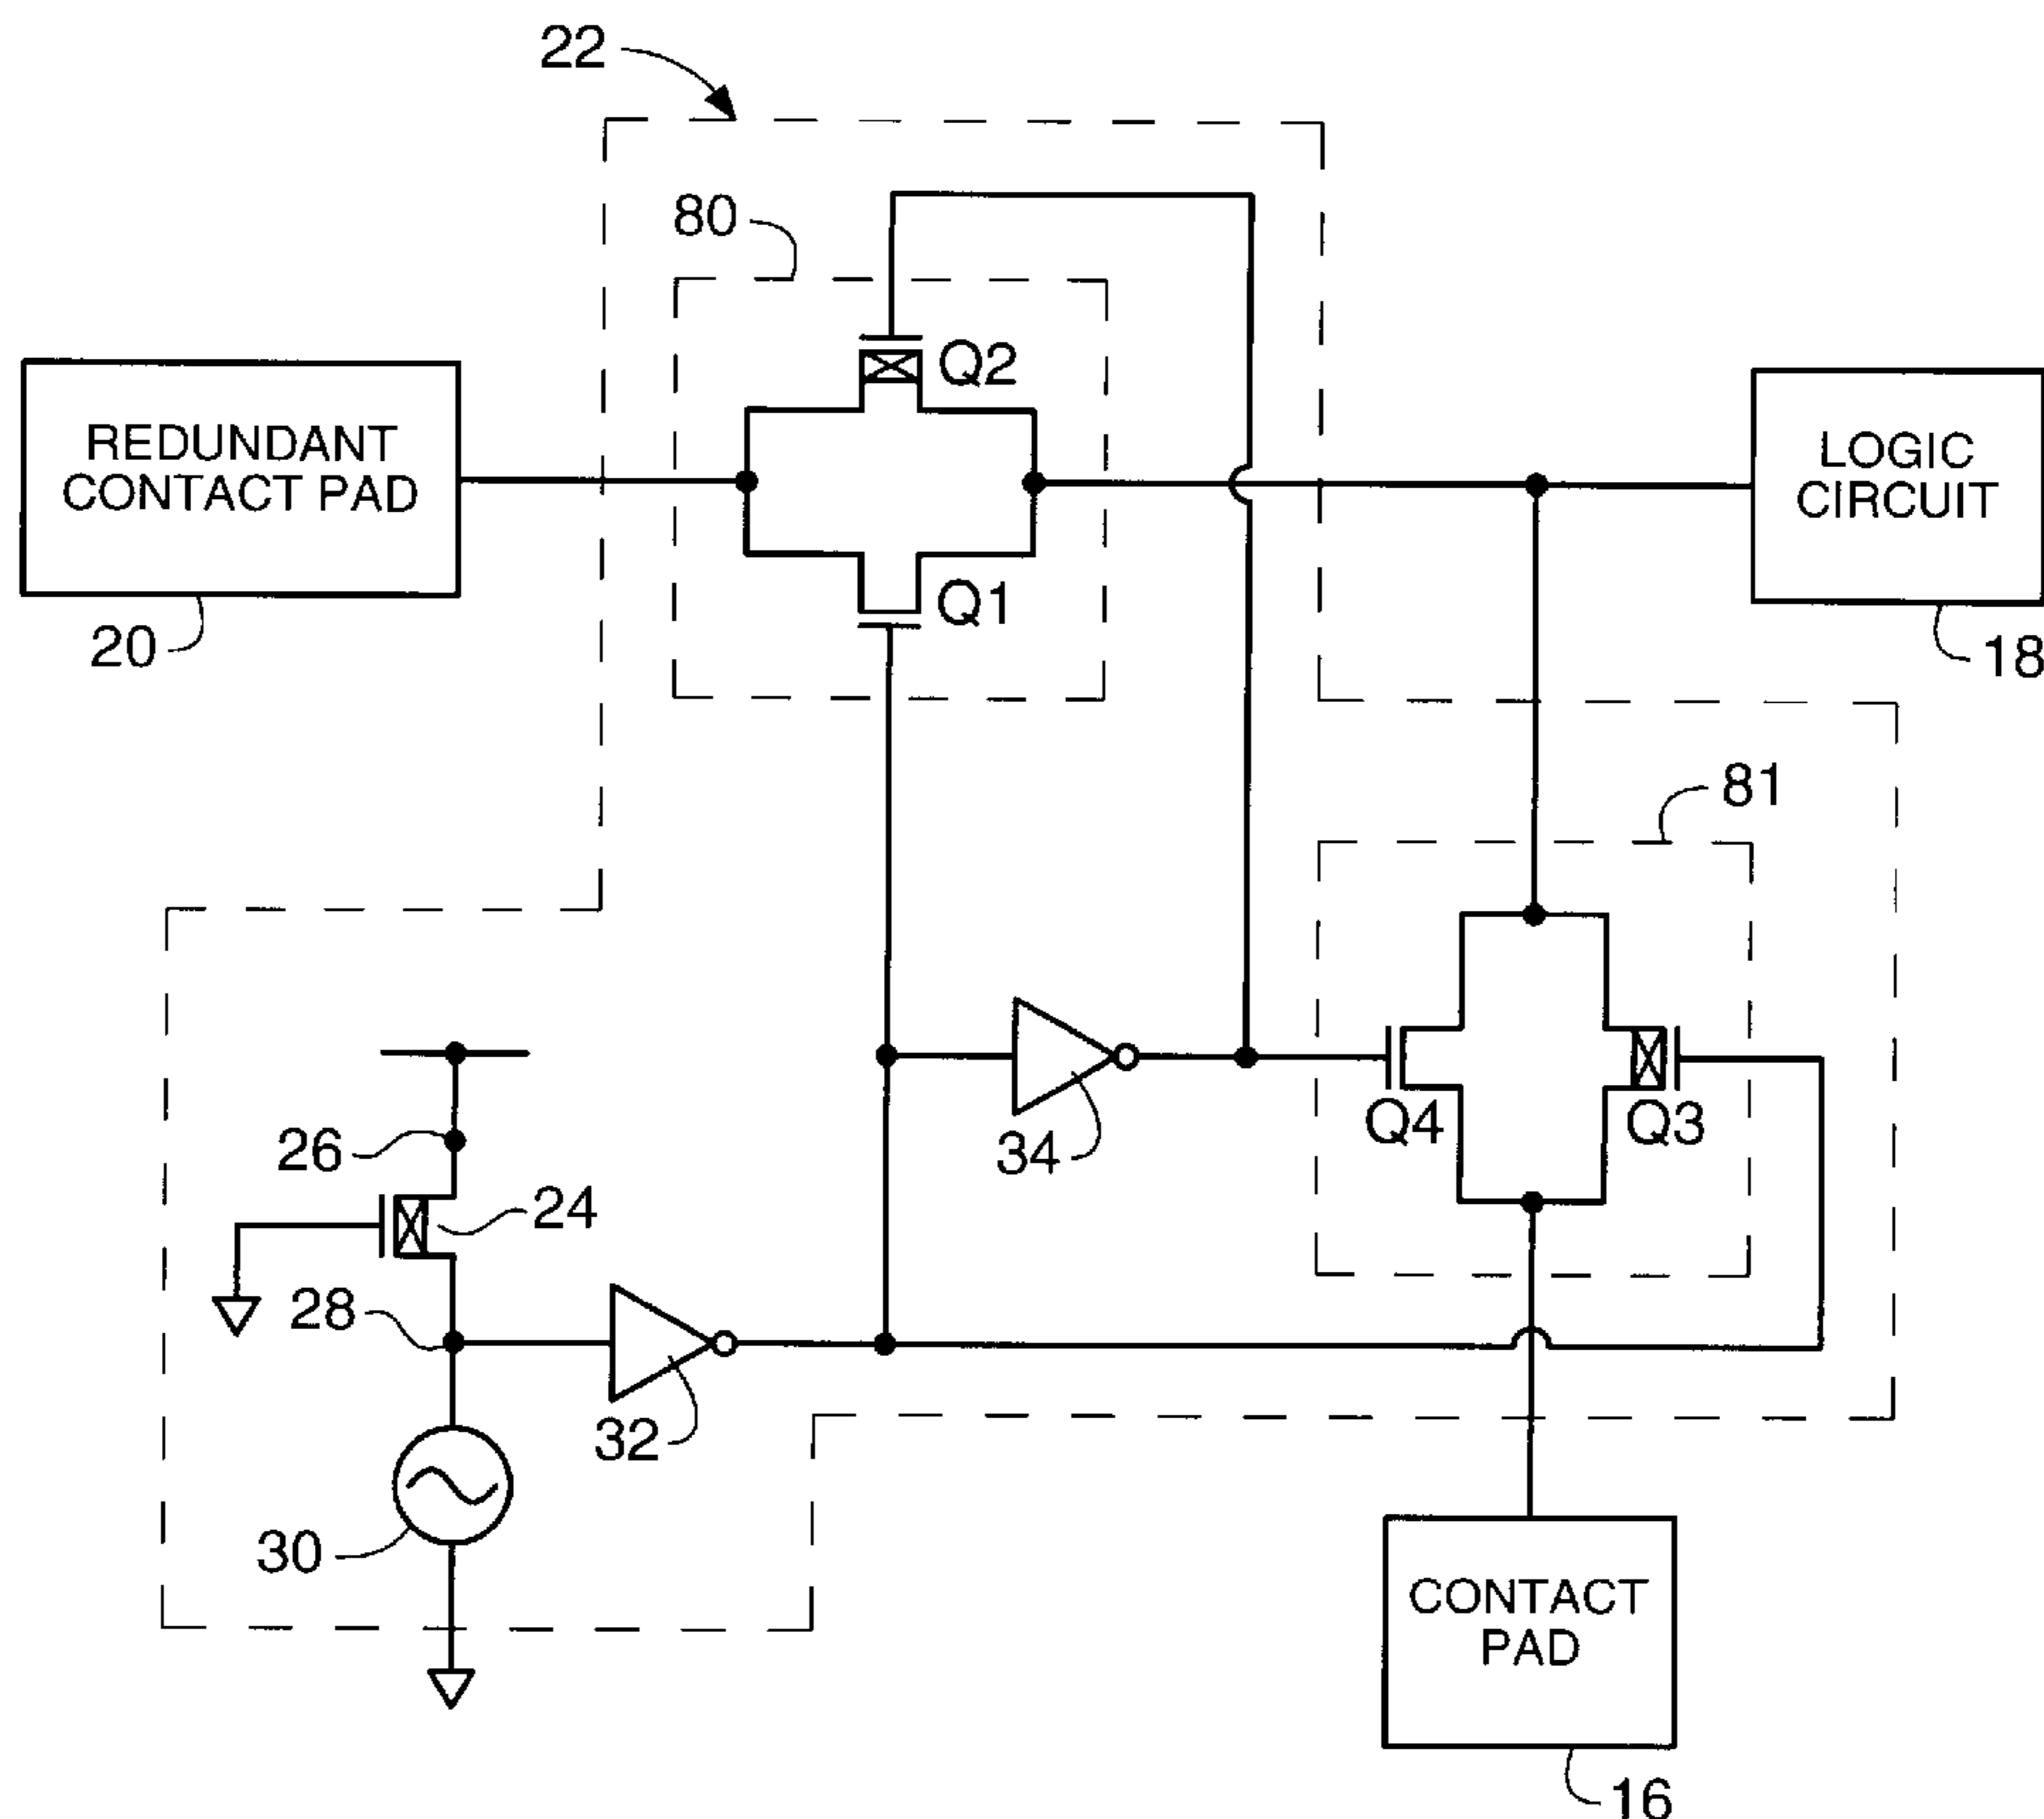 22
80
Q2
REDUNDANT
CONTACT PAD
LOGIC
CIRCUIT
Q1
20
18
81
26
34
Q4
Q3
24
28
32
30
CONTACT
PAD
16